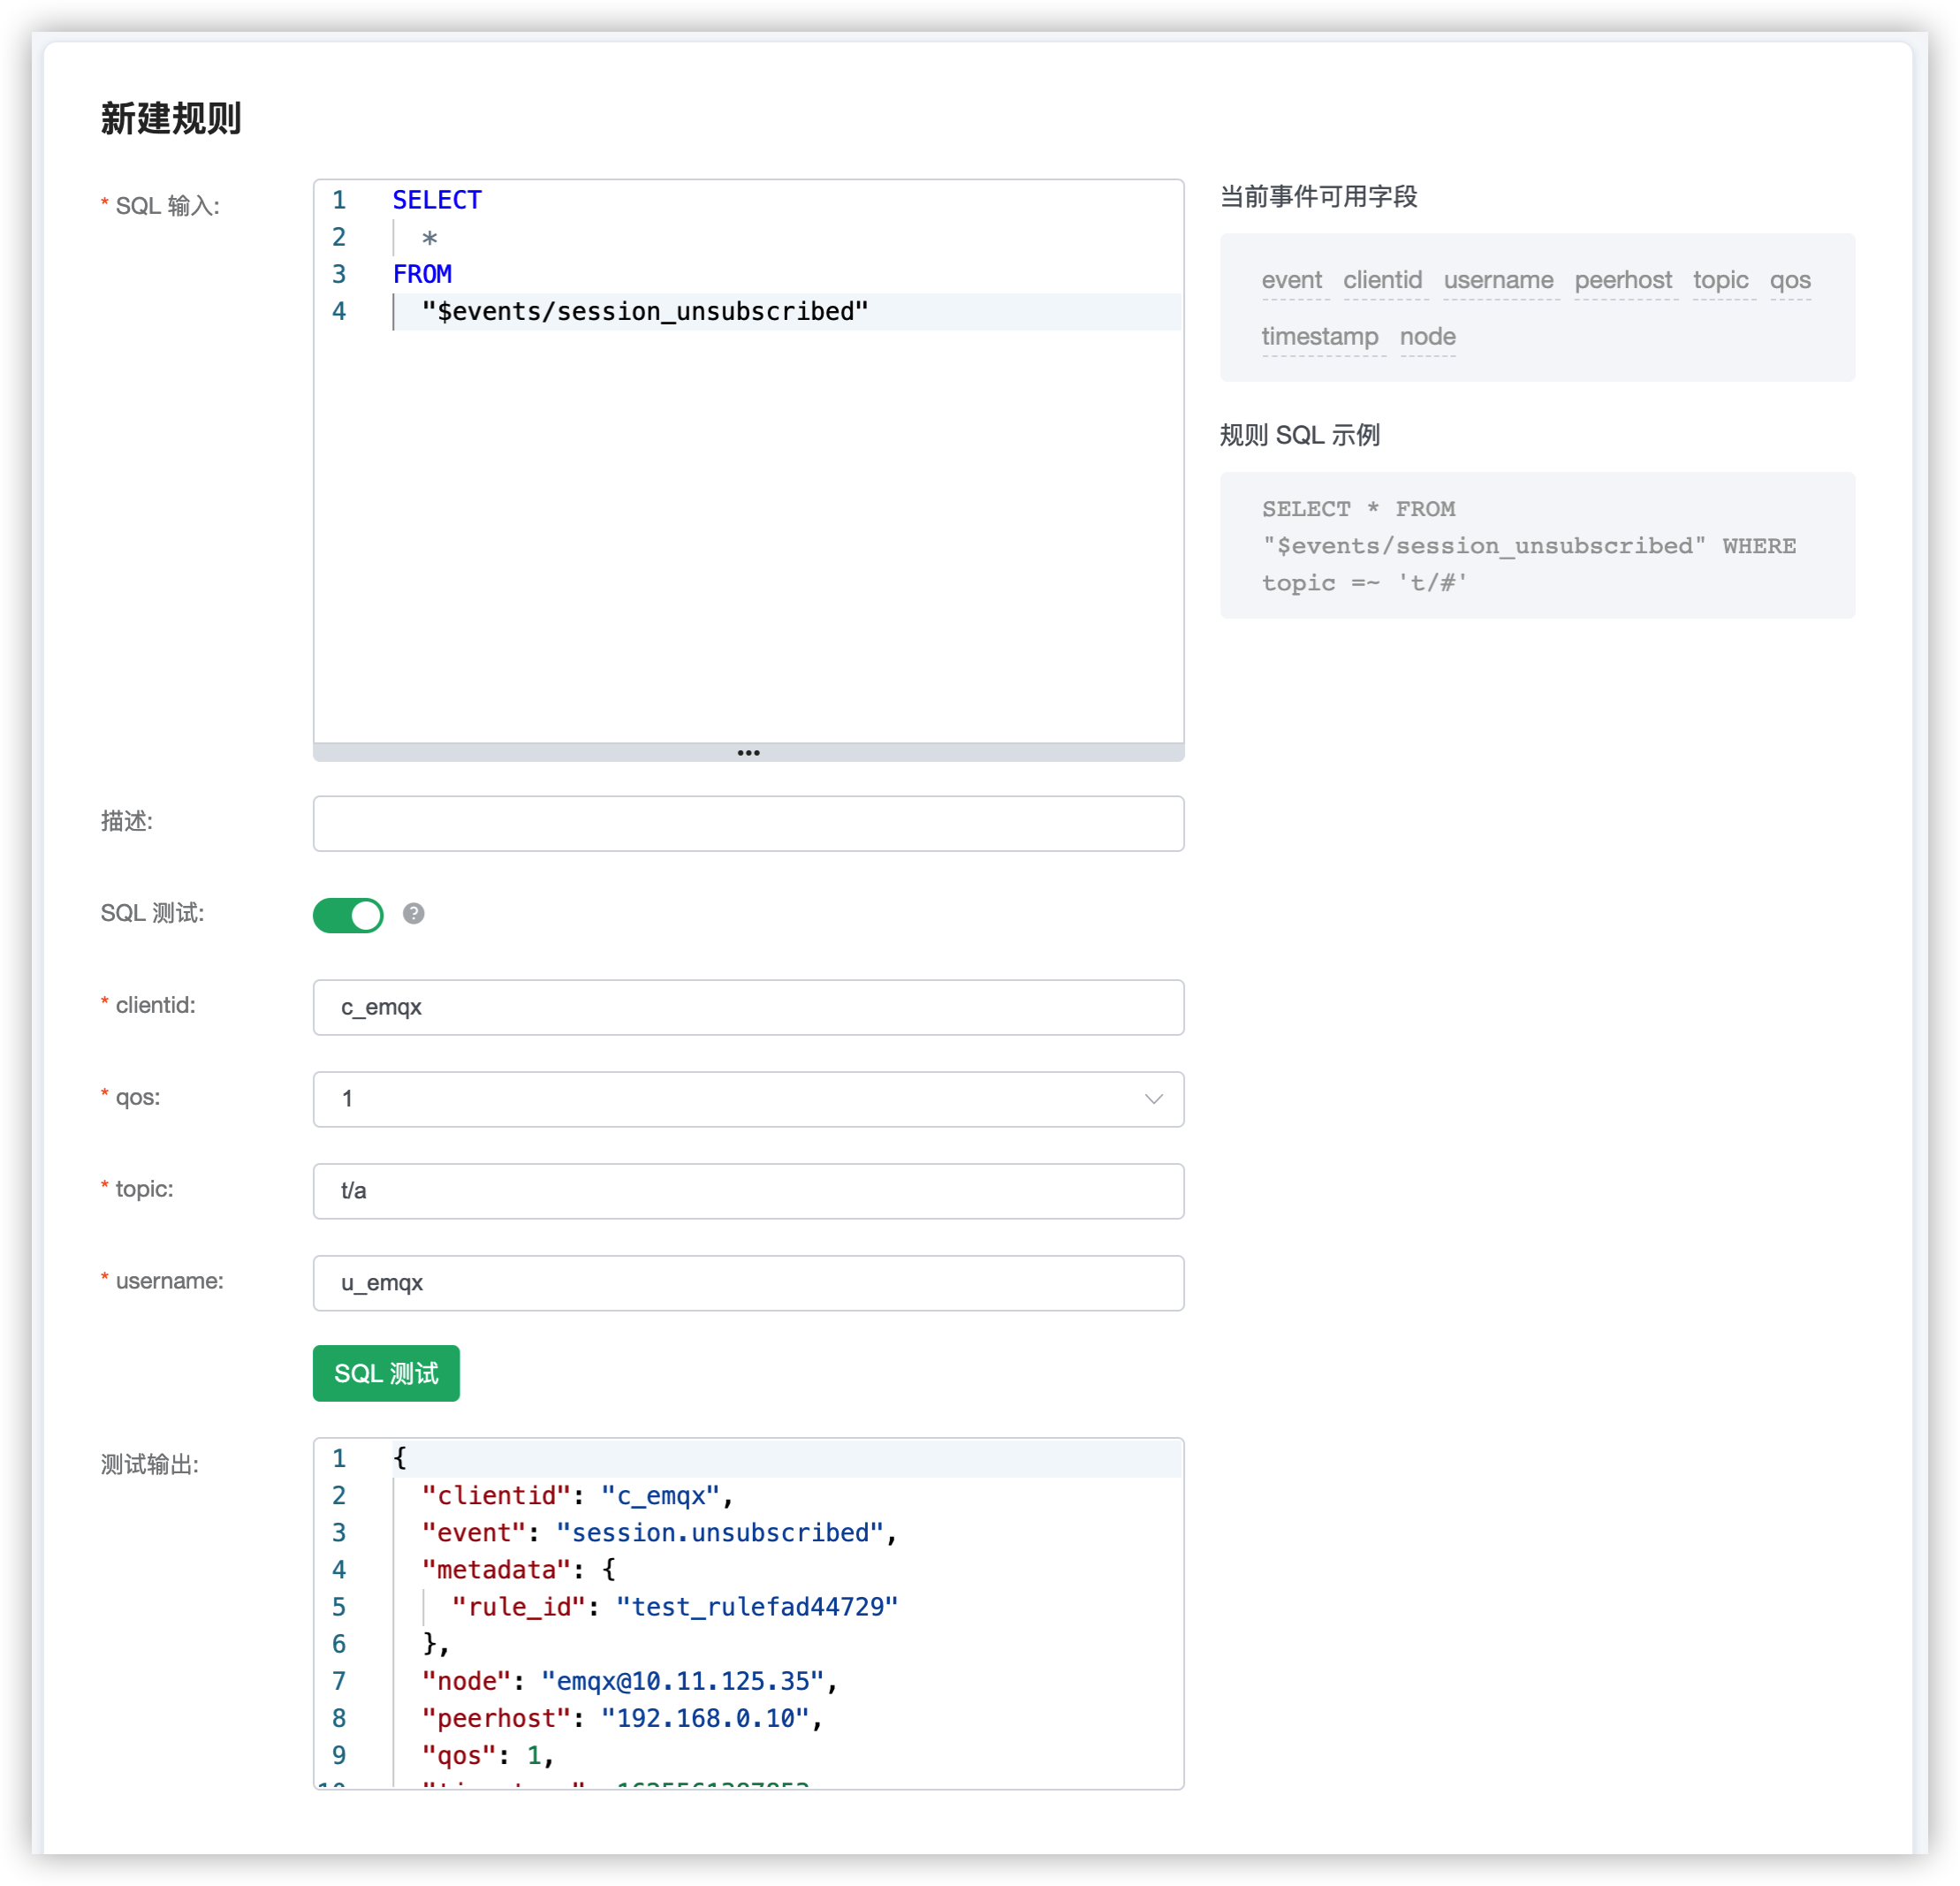 新建规则
* SQL 输入:
1 SELECT
2 *
3 FROM
4 "$events/session_unsubscribed"
•••
当前事件可用字段
event clientid username peerhost topic qos
timestamp node
规则 SQL 示例
SELECT * FROM
"$events/session_unsubscribed" WHERE
topic =~ 't/#'
描述:
SQL 测试: ?
* clientid: c_emqx
* qos: 1
* topic: t/a
* username: u_emqx
SQL 测试
测试输出:
1 {
2 "clientid": "c_emqx",
3 "event": "session.unsubscribed",
4 "metadata": {
5 "rule_id": "test_rulefad44729"
6 },
7 "node": "emqx@10.11.125.35",
8 "peerhost": "192.168.0.10",
9 "qos": 1,